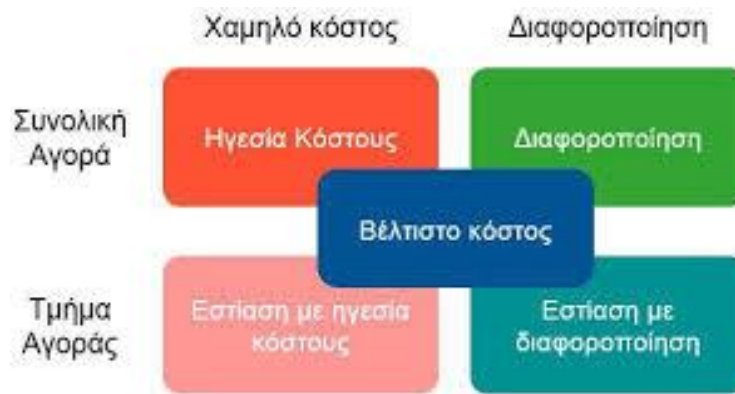 Χαμηλό κόστος
Διαφοροποίηση
Συνολική
Αγορά
Ηγεσία Κόστους
Διαφοροποίηση
Βέλτιστο κόστος
Τμήμα
Αγοράς
Εστίαση με ηγεσία
κόστους
Εστίαση με
διαφοροποίηση